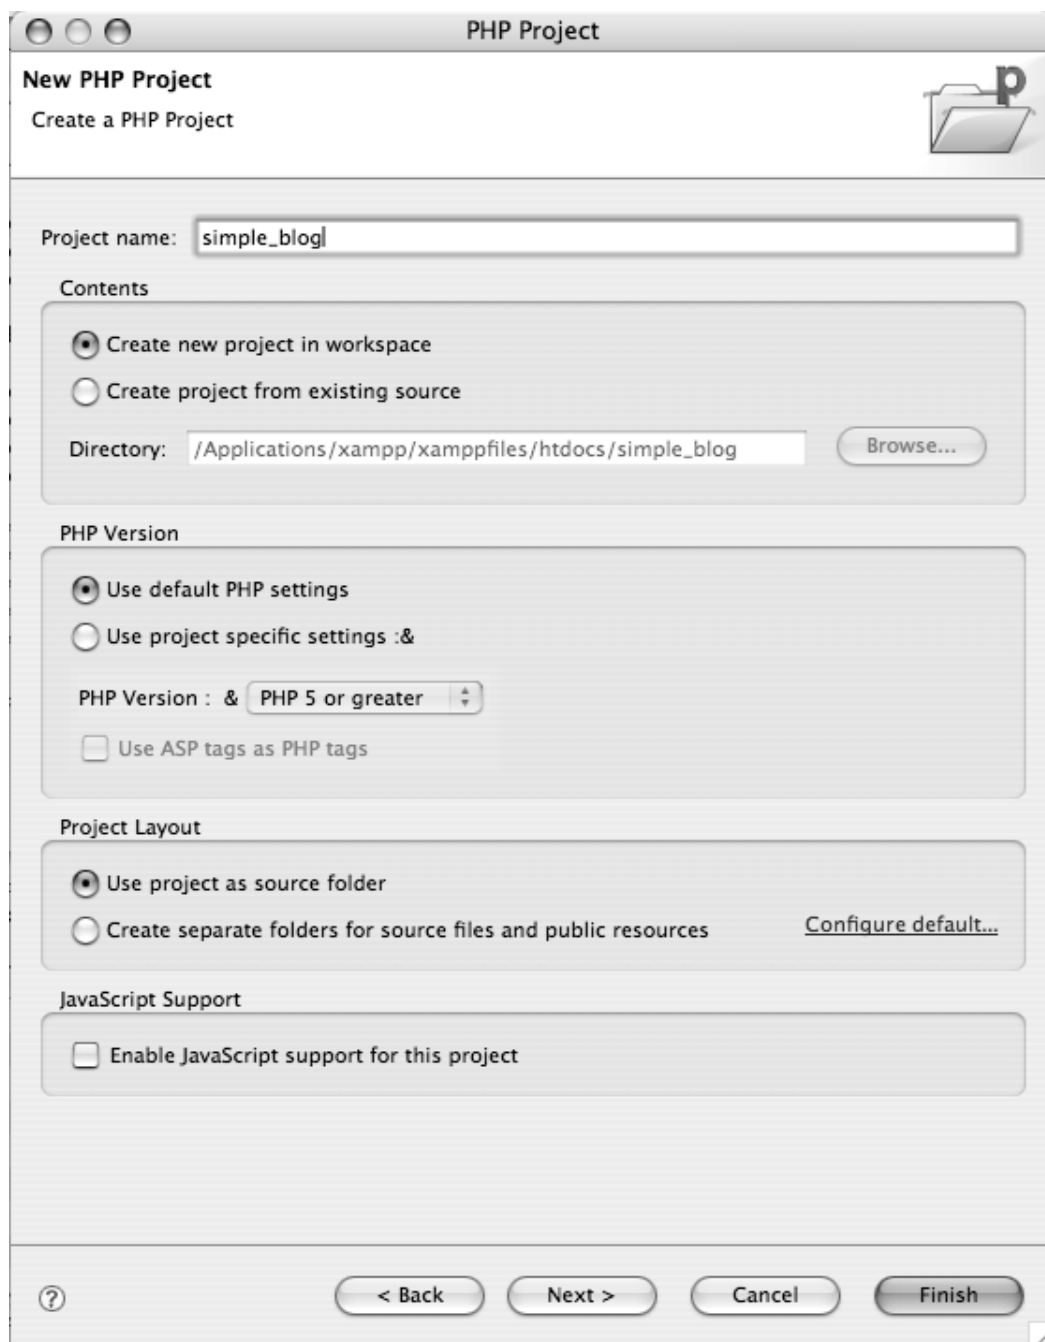 PHP Project
New PHP Project
Create a PHP Project
p
Project name: simple_blog
Contents
Create new project in workspace
Create project from existing source
Directory: /Applications/xampp/xamppfiles/htdocs/simple_blog Browse...
PHP Version
Use default PHP settings
Use project specific settings :&
PHP Version : & PHP 5 or greater
Use ASP tags as PHP tags
Project Layout
Use project as source folder
Create separate folders for source files and public resources Configure default...
JavaScript Support
Enable JavaScript support for this project
? < Back Next > Cancel Finish